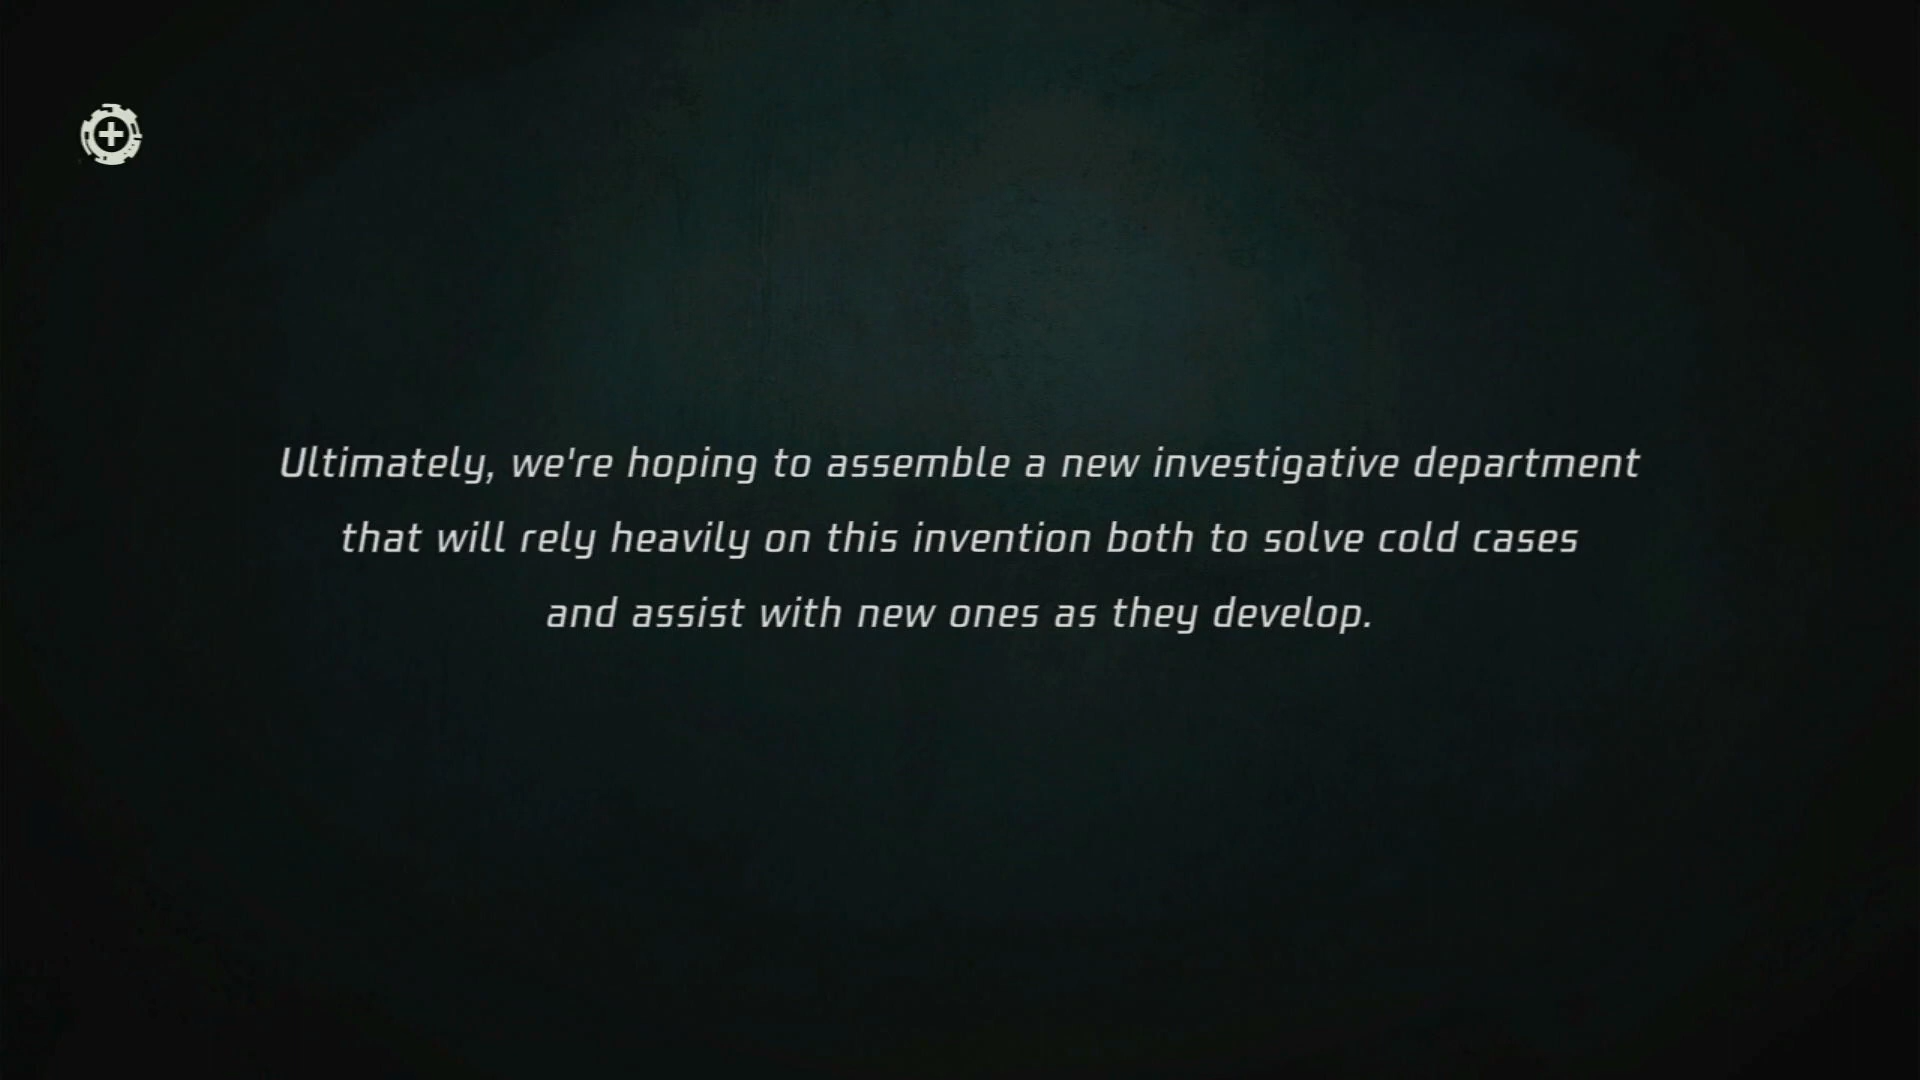 Ultimately, we're hoping to assemble a new investigative department
that will rely heavily on this invention both to solve cold cases
and assist with new ones as they develop.